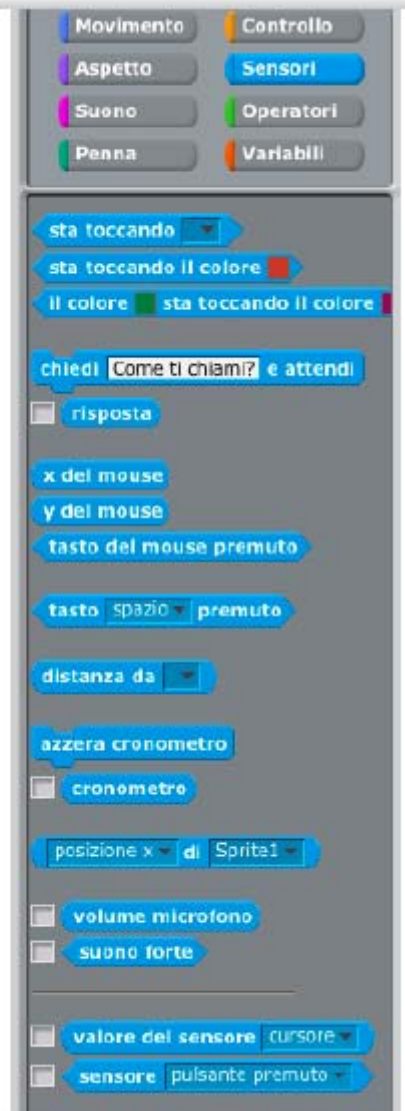 Movimento Controllo
Aspetto Sensori
Suono Operatori
Penna Variabili
sta toccando
sta toccando il colore
il colore sta toccando il colore
chiedi Come ti chiami? e attendi
risposta
x del mouse
y del mouse
tasto del mouse premuto
tasto spazio premuto
distanza da
azzera cronometro
cronometro
posizione x di Sprite1
volume microfono
suono forte
valore del sensore cursore
sensore pulsante premuto